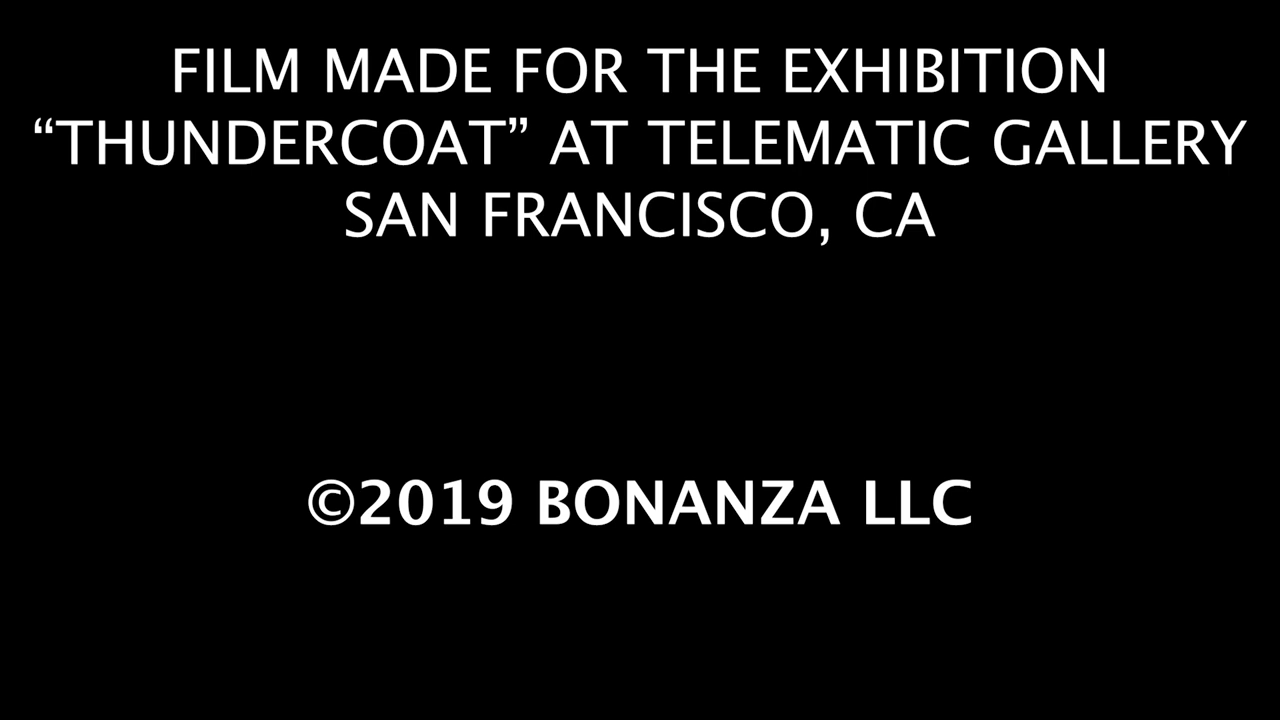 FILM MADE FOR THE EXHIBITION
“THUNDERCOAT” AT TELEMATIC GALLERY
SAN FRANCISCO, CA
©2019 BONANZA LLC